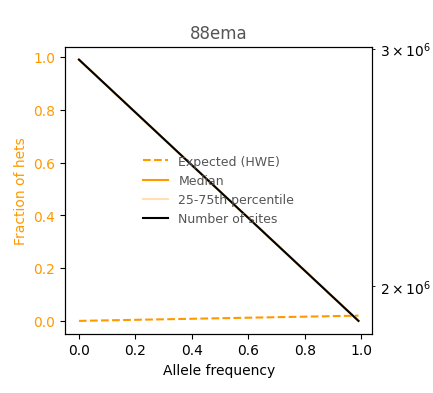 88ema
Fraction of hets
1.0
0.8
0.6
0.4
0.2
0.0
3 × 10⁶
2 × 10⁶
Expected (HWE)
Median
25-75th percentile
Number of sites
0.0 0.2 0.4 0.6 0.8 1.0
Allele frequency